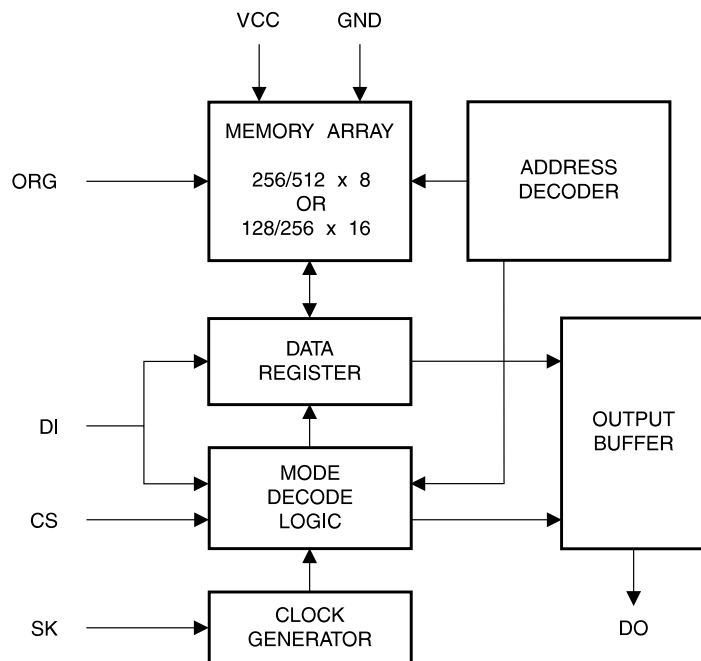 VCC
GND
MEMORY ARRAY
256/512 x 8
OR
128/256 x 16
ADDRESS
DECODER
ORG
DATA
REGISTER
OUTPUT
BUFFER
DI
MODE
DECODE
LOGIC
CS
CLOCK
GENERATOR
SK
DO